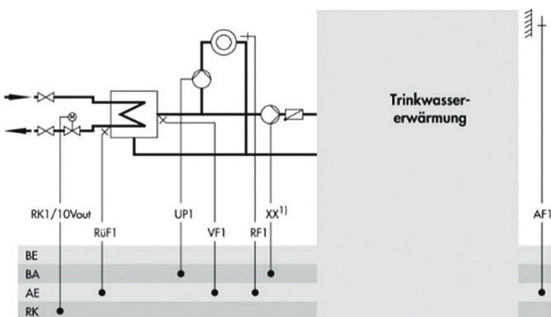 Trinkwasser-
erwärmung
M
RK1/10Vout
UP1
XX1)
AF1
RüF1
VF1
RF1
BE
BA
AE
RK